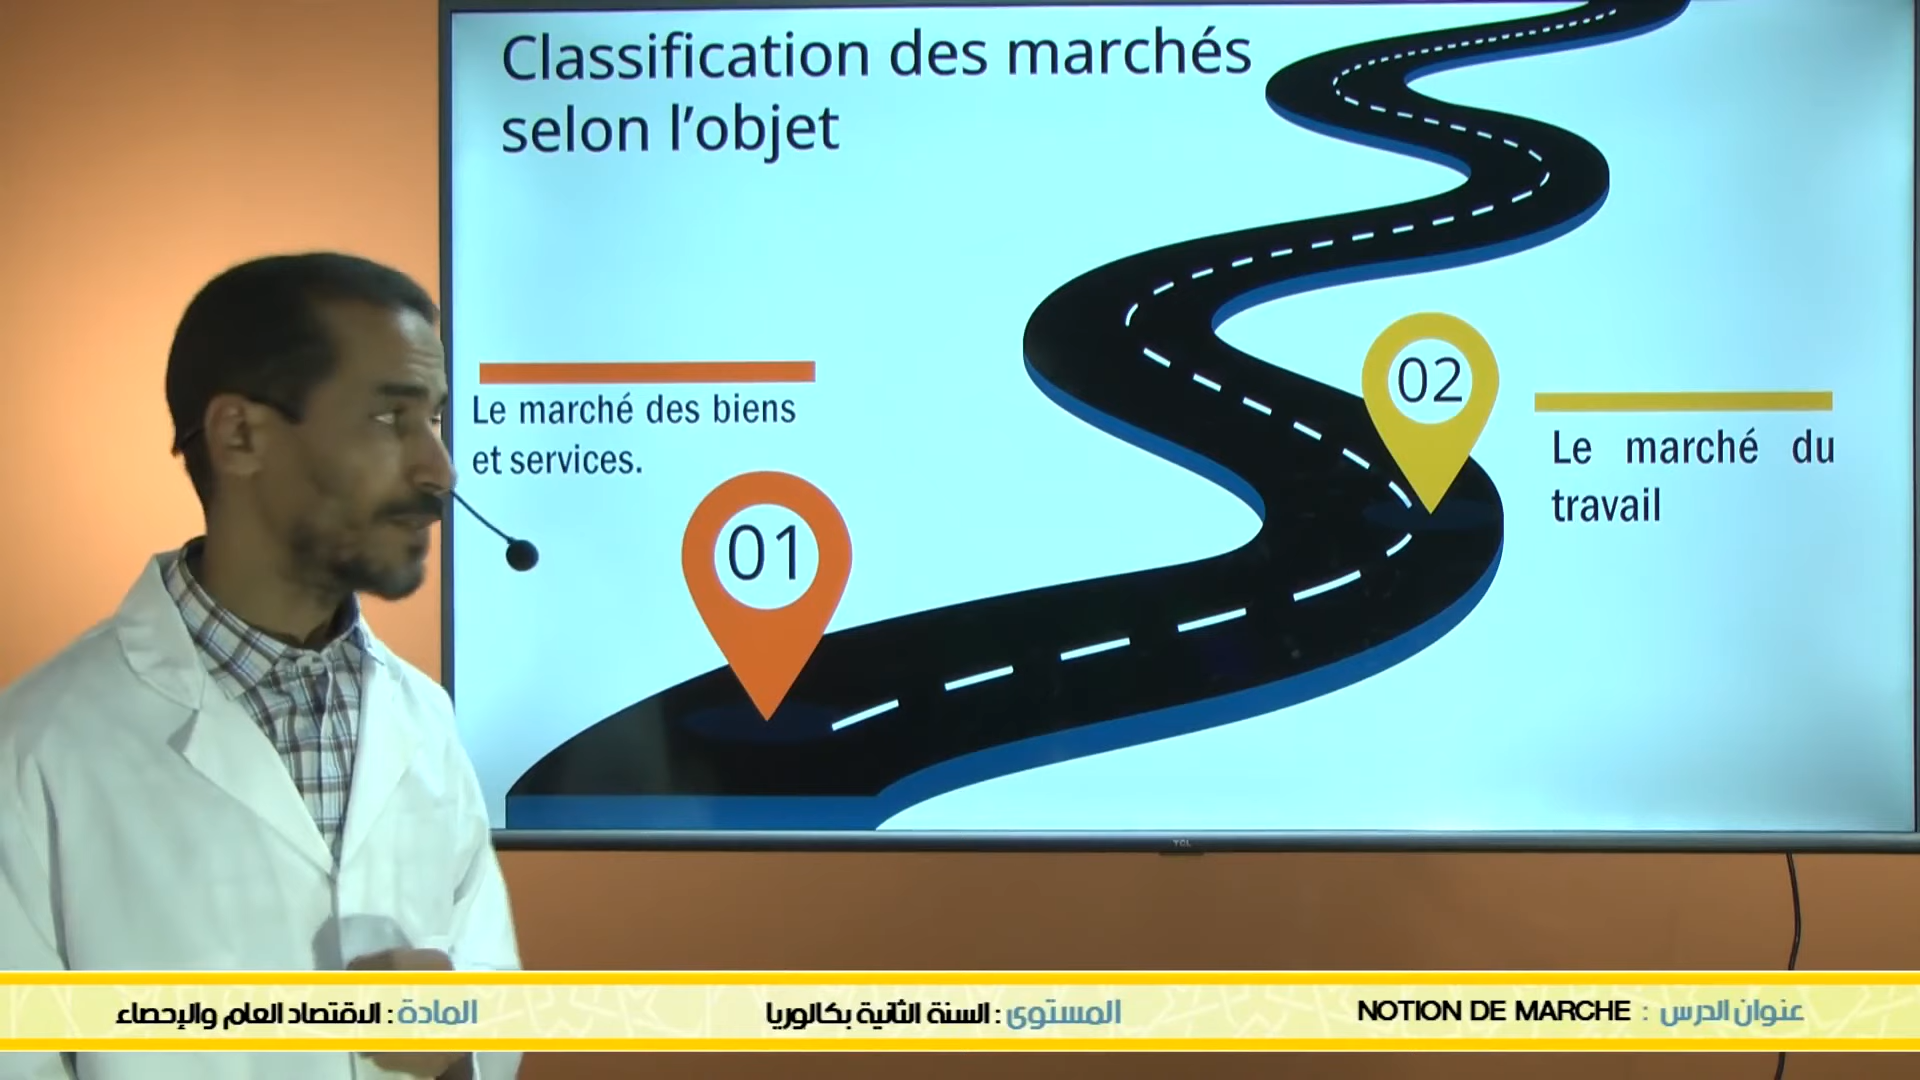 Classification des marchés
selon l’objet
Le marché des biens
et services.
01
02
Le marché du
travail
TCL
عنوان الدرس : NOTION DE MARCHE
المستوى : السنة الثانية بكالوريا
المادة : الاقتصاد العام والإحصاء